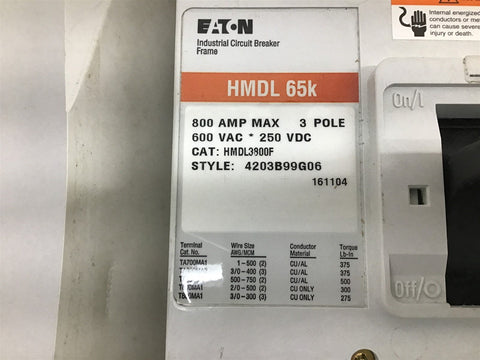 EATON
Industrial Circuit Breaker
Frame
HMDL 65k
800 AMP MAX 3 POLE
600 VAC * 250 VDC
CAT: HMDL3800F
STYLE: 4203B99G06
161104
Terminal Cat. No. Wire Size AWG/MCM Conductor Material Torque Lb-In
TA700MA1 1-500 (2) CU/AL 375
3/0-400 (3) CU/AL 375
500-750 (2) CU/AL 500
2/0-500 (2) CU ONLY 300
3/0-300 (3) CU ONLY 275
Internal energized
conductors or
cause severe
injury or death.
On/I
Off/O